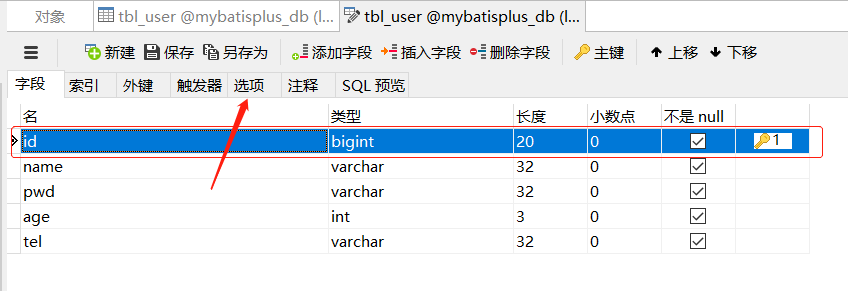 对象 tbl_user @mybatisplus_db (l... tbl_user @mybatisplus_db (l...
新建 保存 另存为 添加字段 插入字段 删除字段 主键 上移 下移
字段 索引 外键 触发器 选项 注释 SQL 预览
名 类型 长度 小数点 不是 null
id bigint 20 0 1
name varchar 32 0
pwd varchar 32 0
age int 3 0
tel varchar 32 0